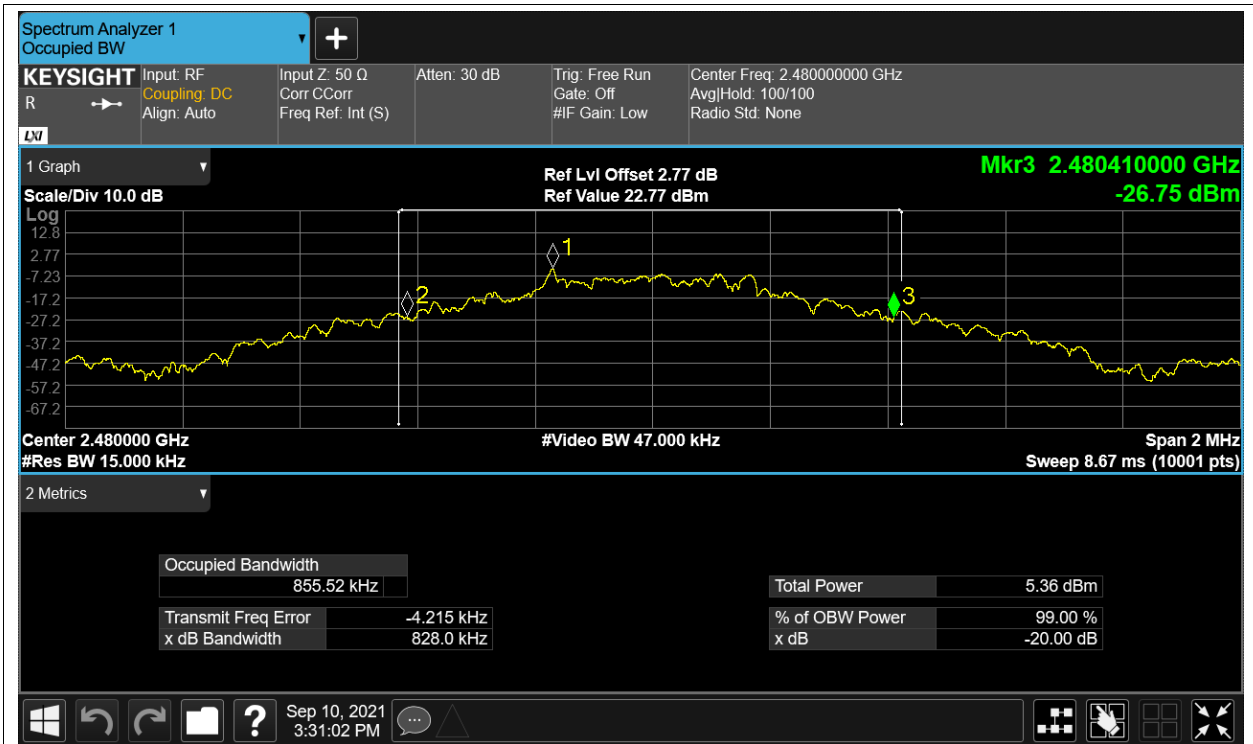 Spectrum Analyzer 1
Occupied BW
KEYSIGHT
R
LXI
Input: RF
Coupling: DC
Align: Auto
Input Z: 50 Ω
Corr CCorr
Freq Ref: Int (S)
Atten: 30 dB
Trig: Free Run
Gate: Off
#IF Gain: Low
Center Freq: 2.480000000 GHz
Avg|Hold: 100/100
Radio Std: None
1 Graph
Scale/Div 10.0 dB
Ref Lvl Offset 2.77 dB
Ref Value 22.77 dBm
Mkr3 2.480410000 GHz
-26.75 dBm
Log
12.8
2.77
-7.23
-17.2
-27.2
-37.2
-47.2
-57.2
-67.2
1
2
3
Center 2.480000 GHz
#Res BW 15.000 kHz
#Video BW 47.000 kHz
Span 2 MHz
Sweep 8.67 ms (10001 pts)
2 Metrics
Occupied Bandwidth
855.52 kHz
Total Power 5.36 dBm
Transmit Freq Error -4.215 kHz
% of OBW Power 99.00 %
x dB Bandwidth 828.0 kHz
x dB -20.00 dB
Sep 10, 2021
3:31:02 PM